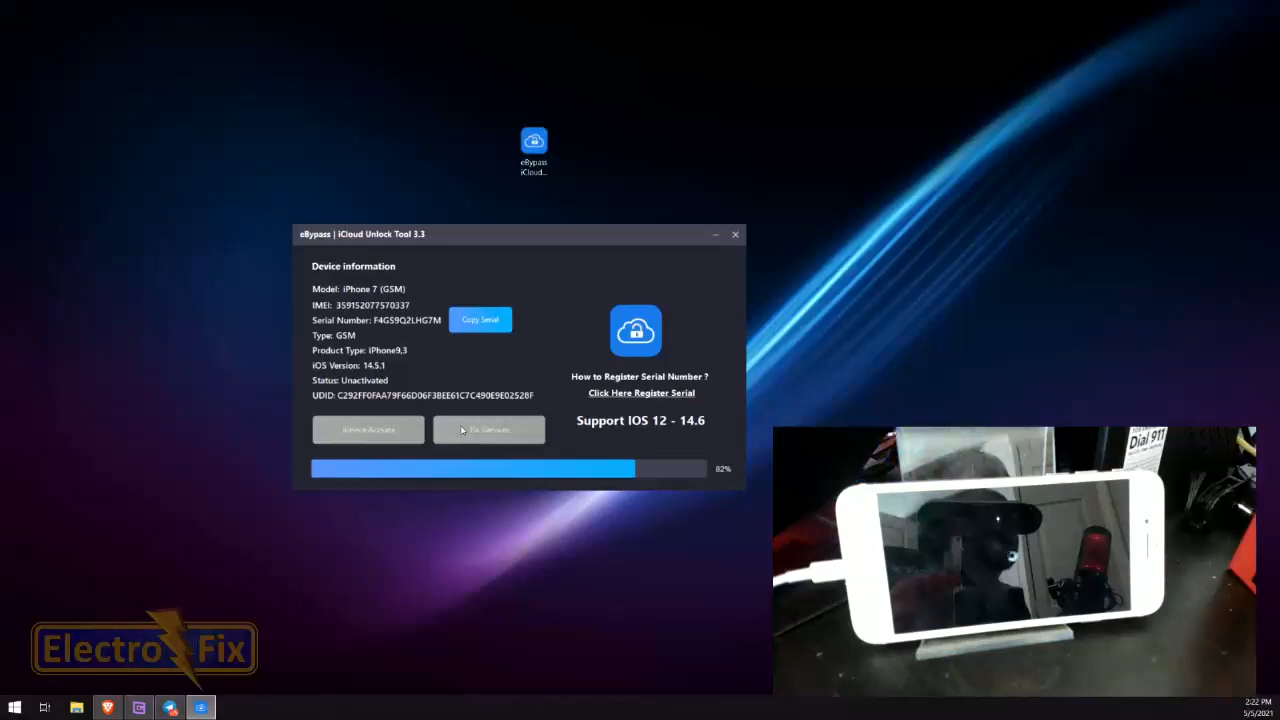 eBypass
iCloud...
eBypass | iCloud Unlock Tool 3.3
Device information
Model: iPhone 7 (GSM)
IMEI: 359152077570337
Serial Number: F4GS9Q2LHG7M
Copy Serial
Type: GSM
Product Type: iPhone9,3
iOS Version: 14.5.1
Status: Unactivated
UDID: C292FF0FAA79F66D06F3BEE61C7C490E9E02528F
How to Register Serial Number ?
Click Here Register Serial
Support IOS 12 - 14.6
iDevice Activate
82%
Dial 911
Electro Fix
2:22 PM
5/5/2021